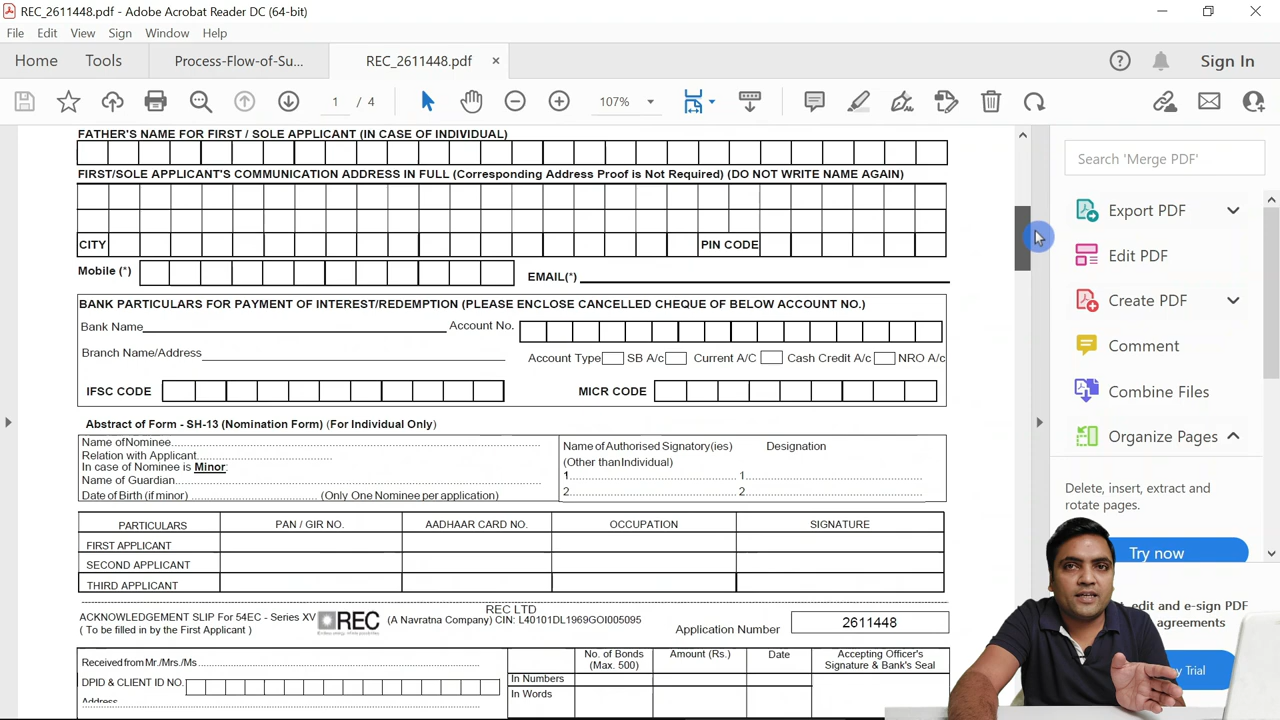 REC_2611448.pdf - Adobe Acrobat Reader DC (64-bit)
File Edit View Sign Window Help
Home Tools Process-Flow-of-Su... REC_2611448.pdf × Sign In
1 / 4 107%
FATHER'S NAME FOR FIRST / SOLE APPLICANT (IN CASE OF INDIVIDUAL)
FIRST/SOLE APPLICANT'S COMMUNICATION ADDRESS IN FULL (Corresponding Address Proof is Not Required) (DO NOT WRITE NAME AGAIN)
CITY PIN CODE
Mobile (*) EMAIL(*)
BANK PARTICULARS FOR PAYMENT OF INTEREST/REDEMPTION (PLEASE ENCLOSE CANCELLED CHEQUE OF BELOW ACCOUNT NO.)
Bank Name Account No.
Branch Name/Address Account Type SB A/c Current A/C Cash Credit A/c NRO A/c
IFSC CODE MICR CODE
Abstract of Form - SH-13 (Nomination Form) (For Individual Only)
Name of Nominee
Relation with Applicant
In case of Nominee is Minor:
Name of Guardian
Date of Birth (if minor) (Only One Nominee per application)
Name of Authorised Signatory(ies) Designation
(Other than Individual)
1 1
2 2
PARTICULARS PAN / GIR NO. AADHAAR CARD NO. OCCUPATION SIGNATURE
FIRST APPLICANT
SECOND APPLICANT
THIRD APPLICANT
ACKNOWLEDGEMENT SLIP For 54EC - Series XV
( To be filled in by the First Applicant )
REC
REC LTD
(A Navratna Company) CIN: L40101DL1969GOI005095
Application Number 2611448
Received from Mr./Mrs./Ms
DPID & CLIENT ID NO.
Address
No. of Bonds (Max. 500) Amount (Rs.) Date Accepting Officer's Signature & Bank's Seal
In Numbers
In Words
Search 'Merge PDF'
Export PDF
Edit PDF
Create PDF
Comment
Combine Files
Organize Pages
Delete, insert, extract and
rotate pages.
Try now
edit and e-sign PDF
agreements
Trial